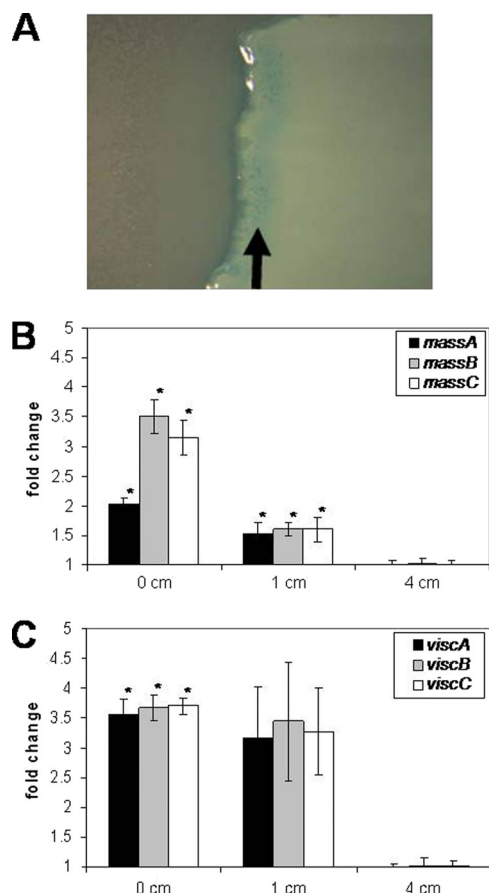 A
B
fold change
5
4.5
4
3.5
3
2.5
2
1.5
1
massA
massB
massC
*
*
*
*
*
*
0 cm
1 cm
4 cm
C
fold change
5
4.5
4
3.5
3
2.5
2
1.5
1
viscA
viscB
viscC
*
*
*
0 cm
1 cm
4 cm